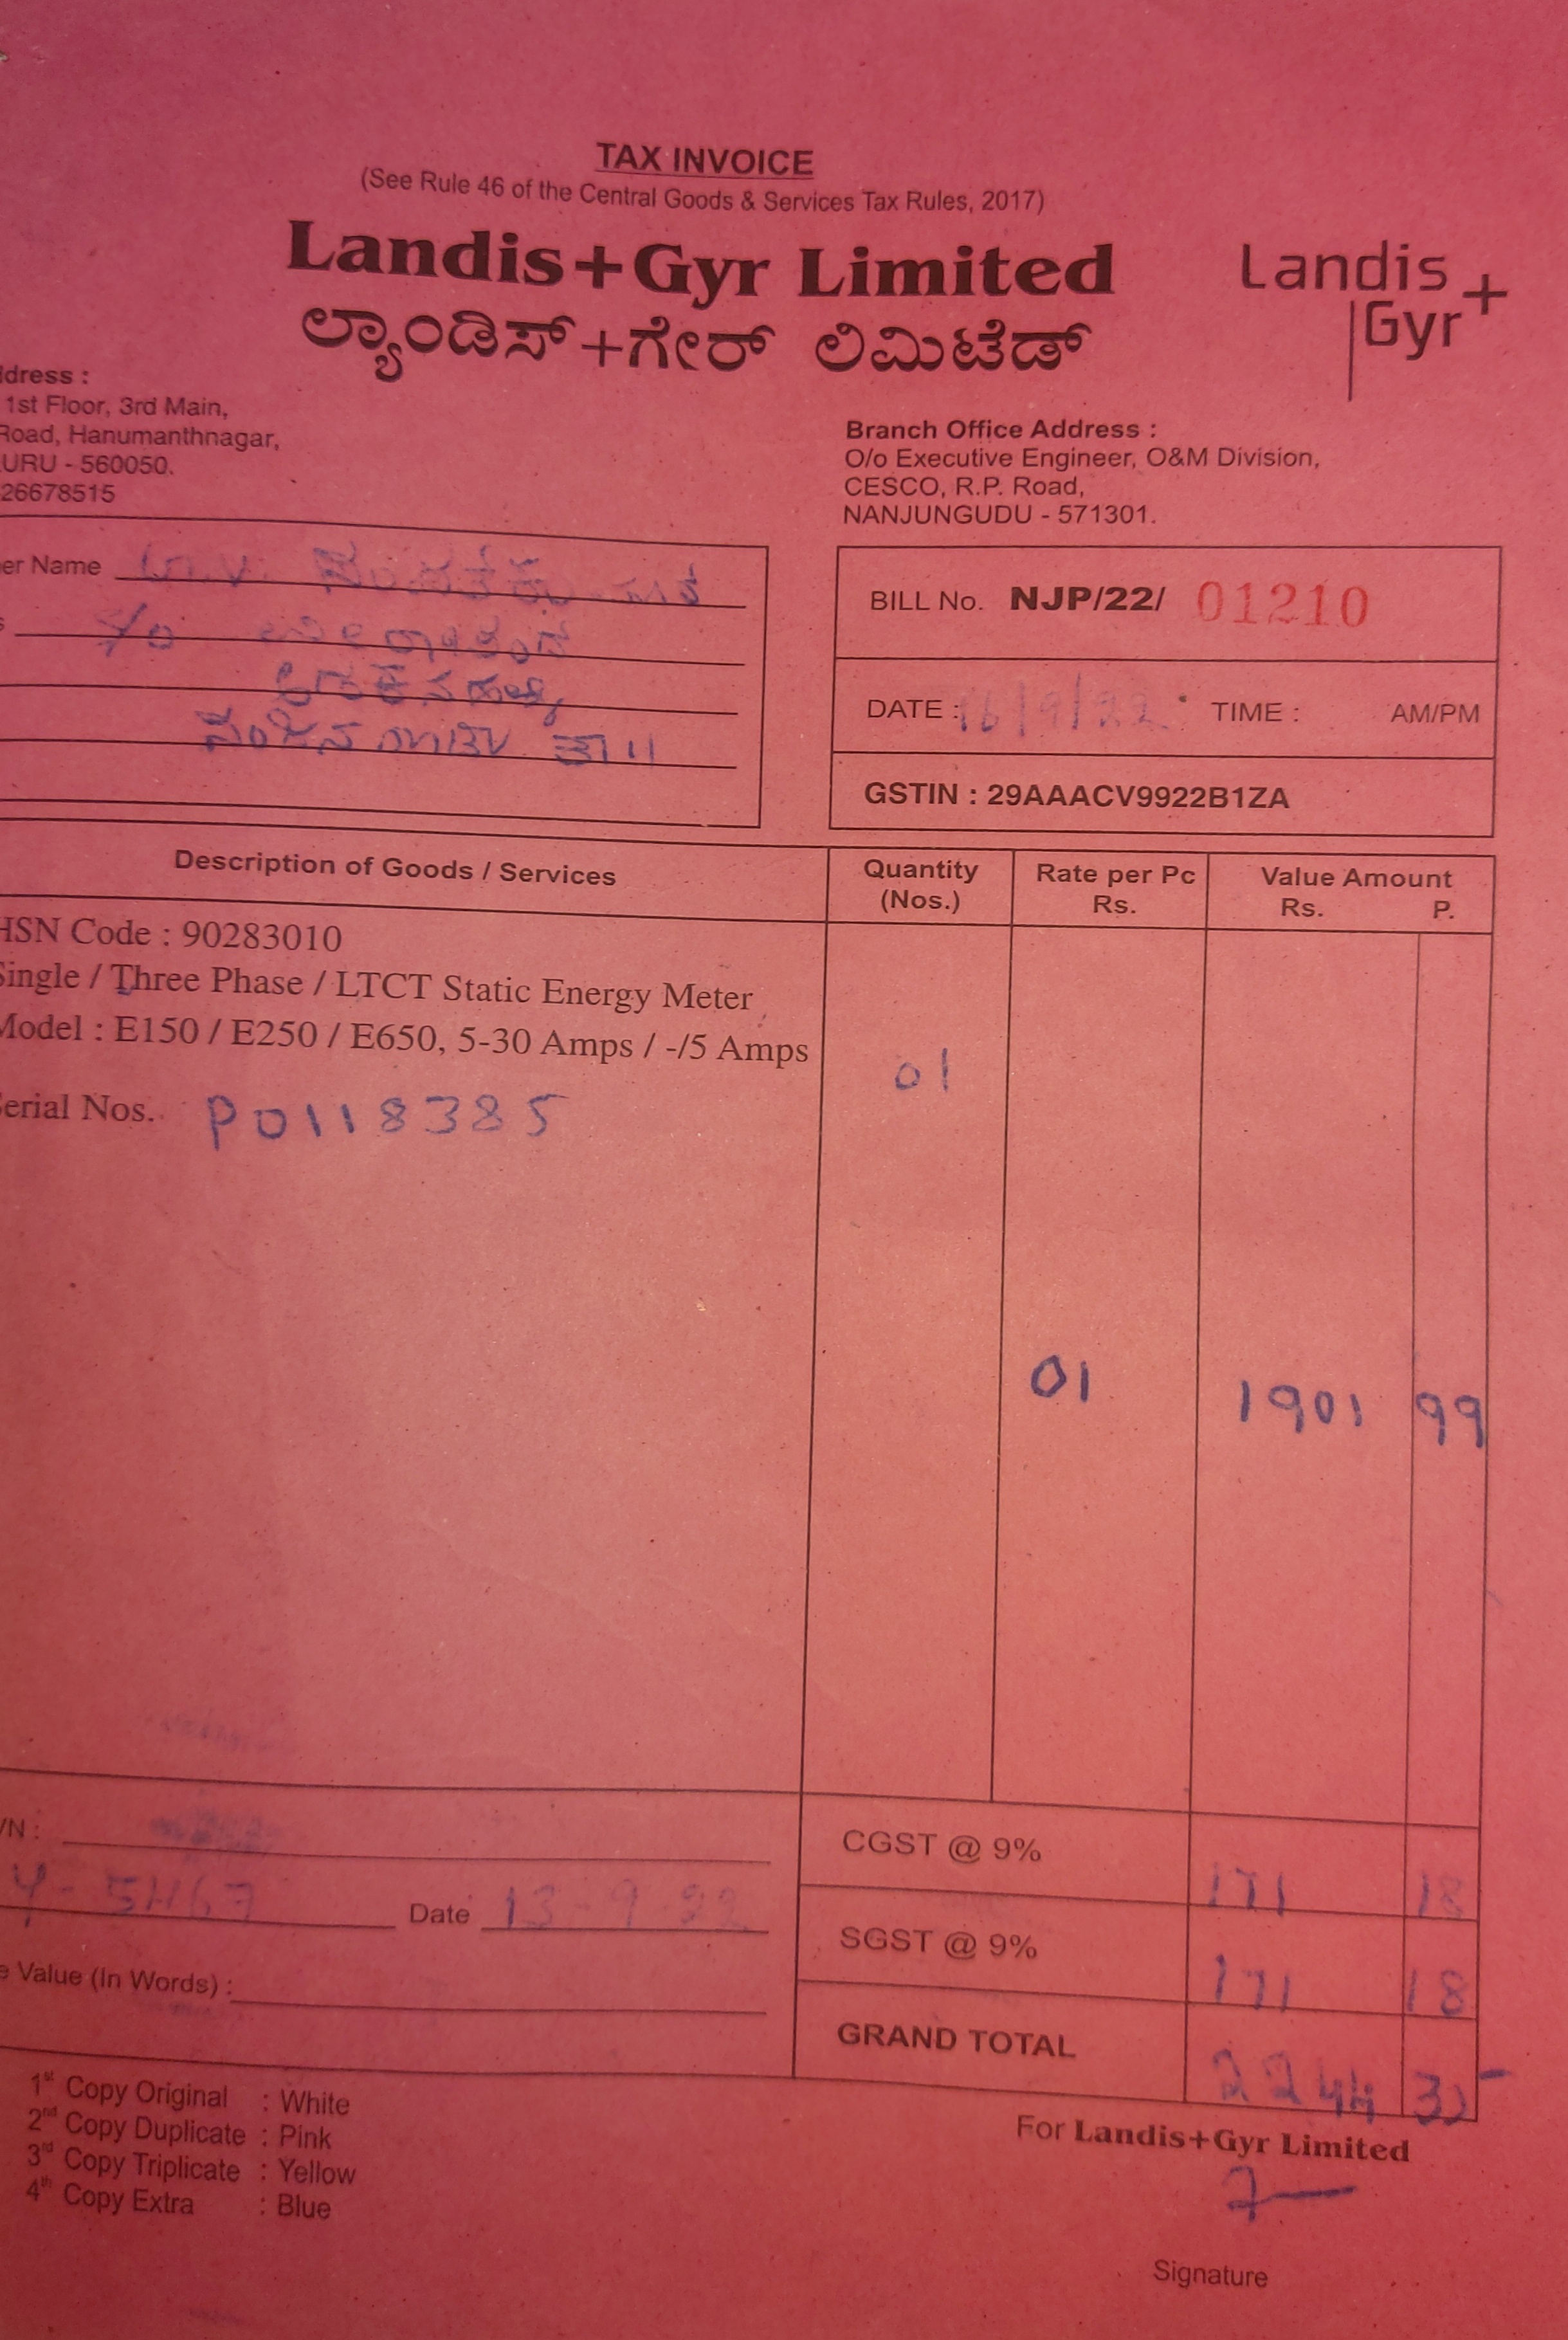 TAX INVOICE
(See Rule 46 of the Central Goods & Services Tax Rules, 2017)
Landis+Gyr Limited
ಲ್ಯಾಂಡಿಸ್+ಗೇರ್ ಲಿಮಿಟೆಡ್
Landis
Gyr+
ddress :
1st Floor, 3rd Main,
Road, Hanumanthnagar,
URU - 560050.
26678515
Branch Office Address :
O/o Executive Engineer, O&M Division,
CESCO, R.P. Road,
NANJUNGUDU - 571301.
er Name
BILL No. NJP/22/ 01210
DATE : 16/9/22 TIME : AM/PM
GSTIN : 29AAACV9922B1ZA
Description of Goods / Services
Quantity (Nos.)
Rate per Pc Rs.
Value Amount Rs. P.
HSN Code : 90283010
Single / Three Phase / LTCT Static Energy Meter
Model : E150 / E250 / E650, 5-30 Amps / -/5 Amps
01
Serial Nos. P0118385
01 1901 99
/N :
CGST @ 9% 171 18
Date 13-9-22
SGST @ 9% 171 18
e Value (In Words) :
GRAND TOTAL 2244 35
1st Copy Original : White
2nd Copy Duplicate : Pink
3rd Copy Triplicate : Yellow
4th Copy Extra : Blue
For Landis+Gyr Limited
Signature